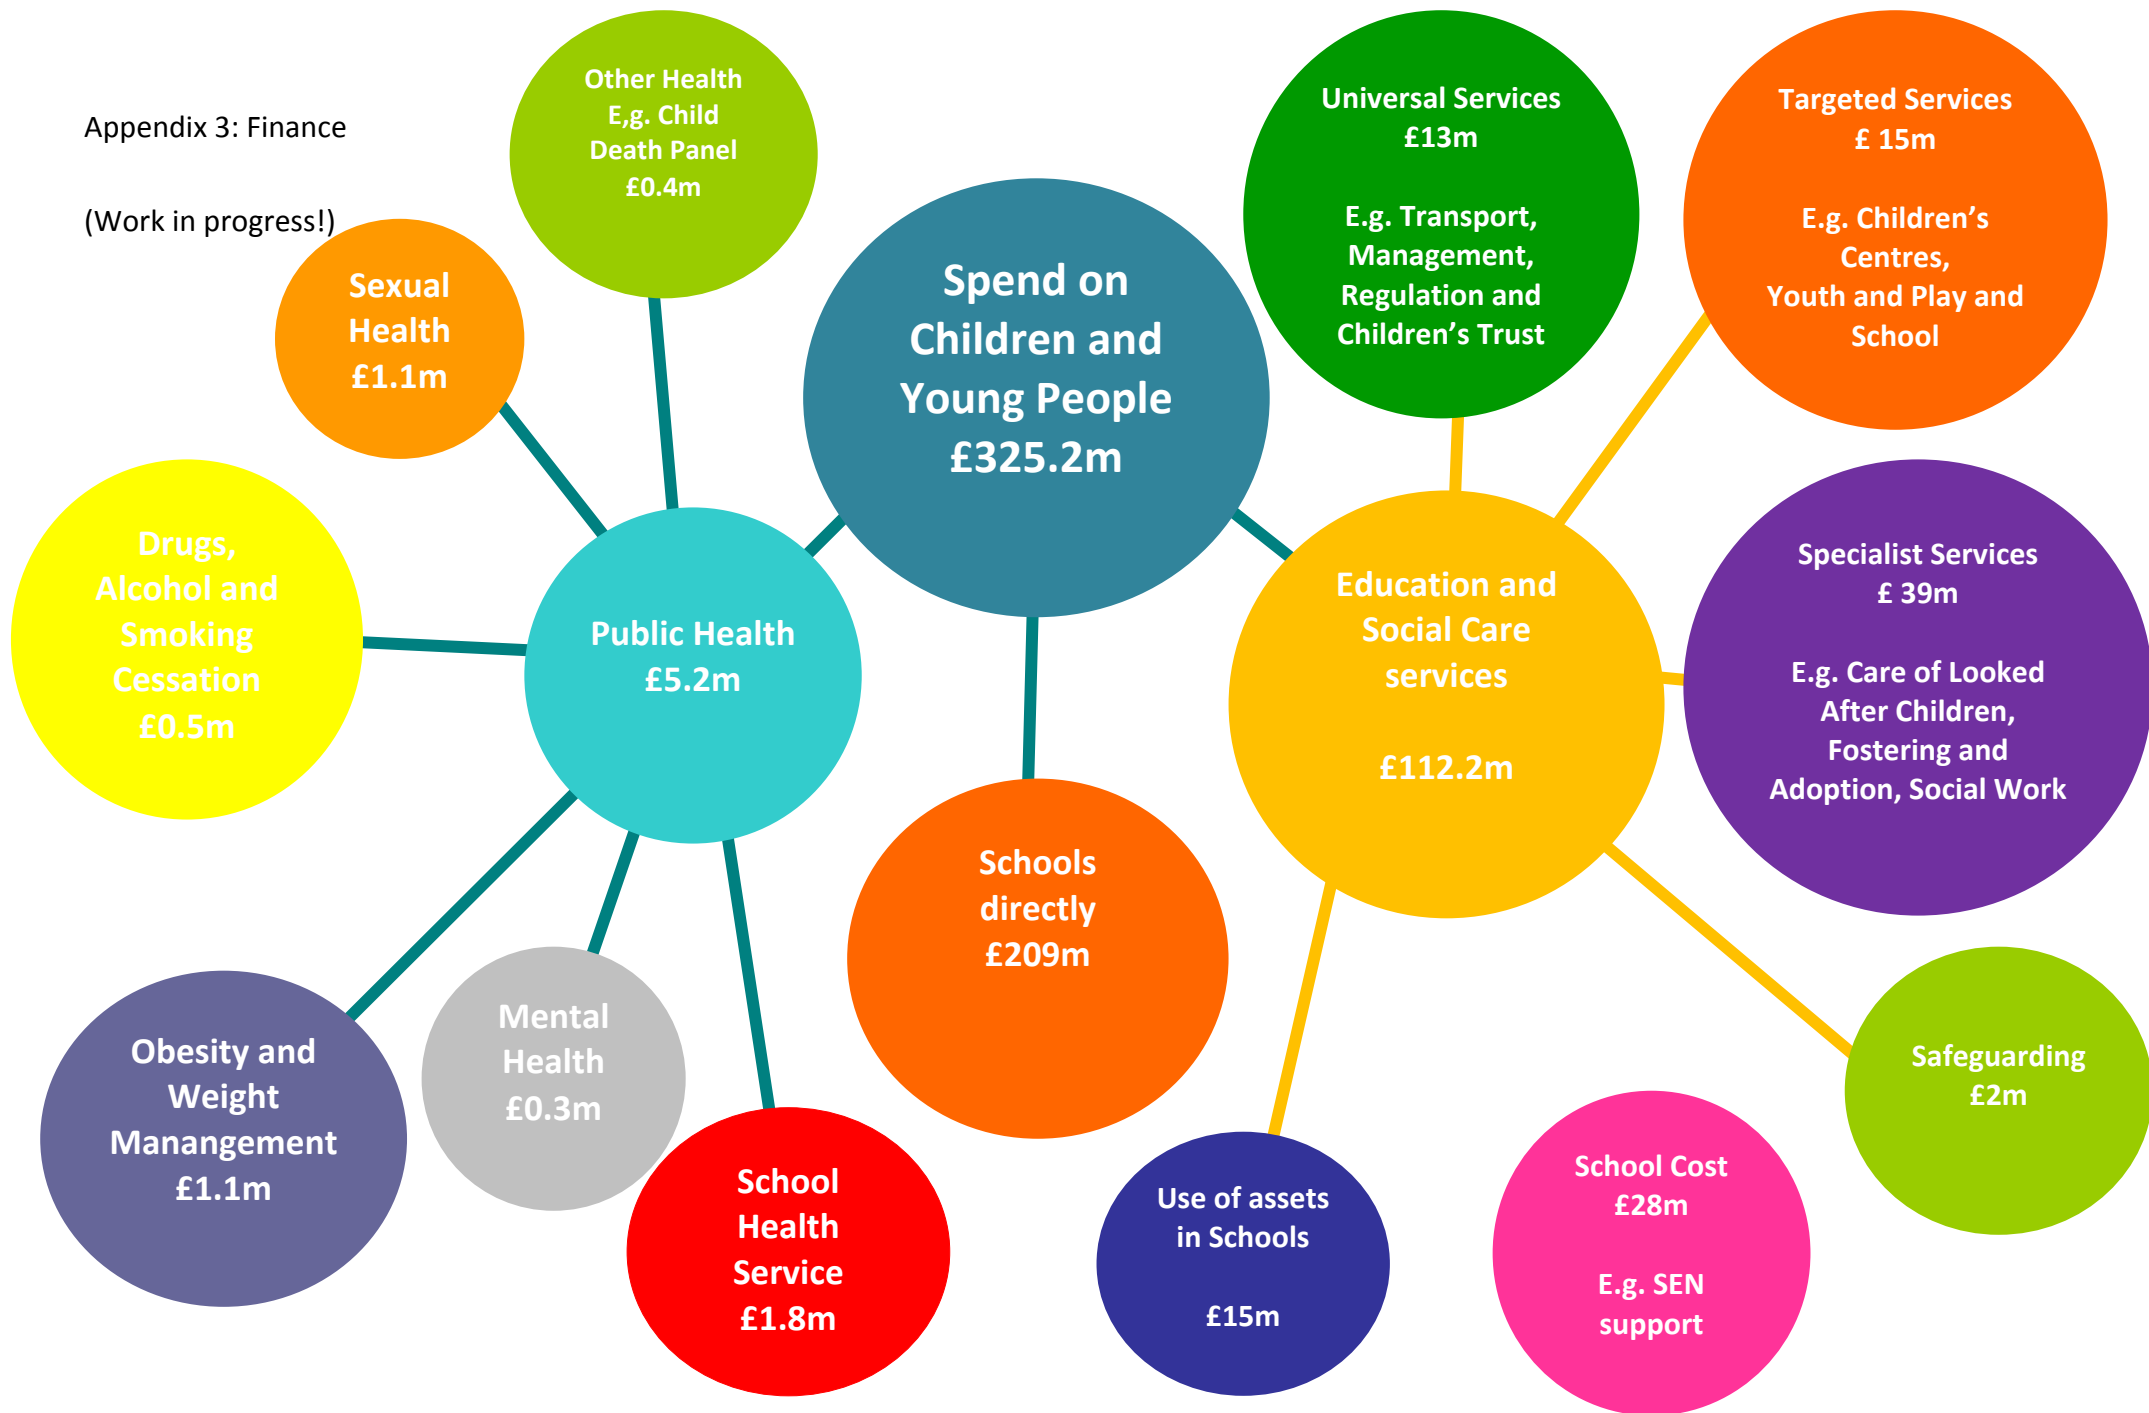 Appendix 3: Finance
(Work in progress!)
Other Health
E,g. Child
Death Panel
£0.4m
Sexual
Health
£1.1m
Drugs,
Alcohol and
Smoking
Cessation
£0.5m
Public Health
£5.2m
Obesity and
Weight
Manangement
£1.1m
Mental
Health
£0.3m
School
Health
Service
£1.8m
Spend on
Children and
Young People
£325.2m
Schools
directly
£209m
Universal Services
£13m
E.g. Transport,
Management,
Regulation and
Children’s Trust
Targeted Services
£ 15m
E.g. Children’s
Centres,
Youth and Play and
School
Education and
Social Care
services
£112.2m
Specialist Services
£ 39m
E.g. Care of Looked
After Children,
Fostering and
Adoption, Social Work
Safeguarding
£2m
Use of assets
in Schools
£15m
School Cost
£28m
E.g. SEN
support